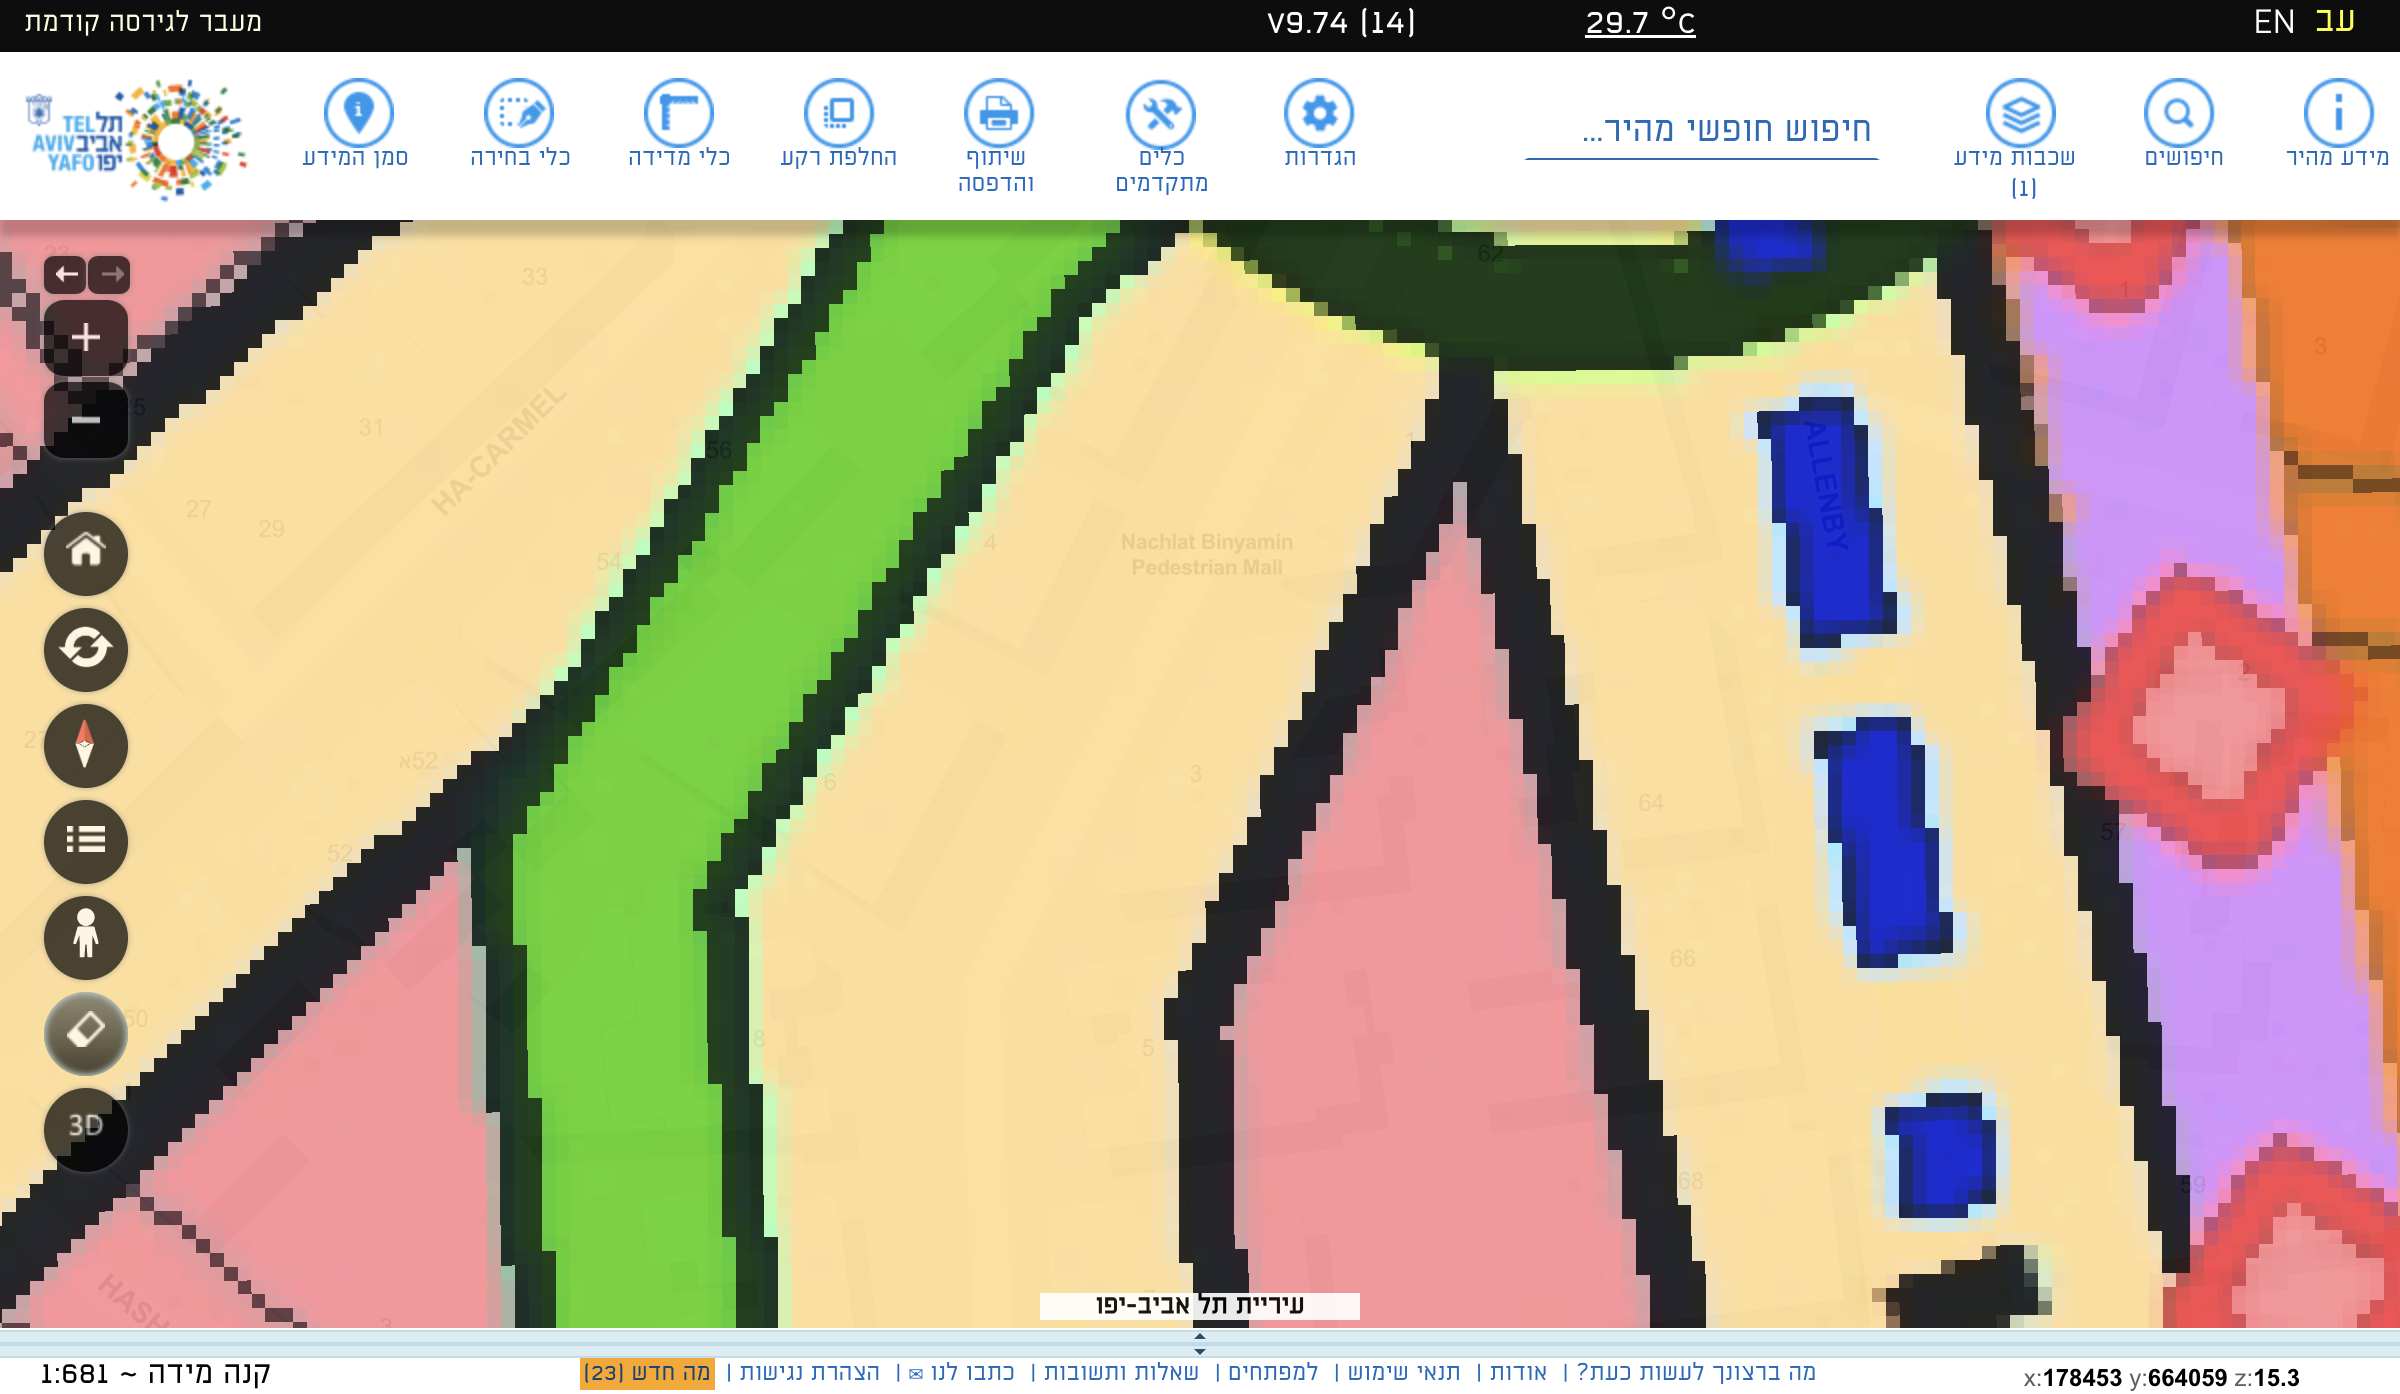 עב EN
29.7 °C
V9.74 (14)
מעבר לגירסה קודמת
מידע מהיר
חיפושים
שכבות מידע
(1)
חיפוש חופשי מהיר...
הגדרות
כלים
מתקדמים
שיתוף
והדפסה
החלפת רקע
כלי מדידה
כלי בחירה
סמן המידע
תל
אביב
יפו
TEL
AVIV
YAFO
33
62
1
3
25
31
HA-CARMEL
56
ALLENBY
27
29
54
4
Nachlat Binyamin
Pedestrian Mall
2
27
52א
6
3
64
57
52
66
50
8
5
3D
68
59
HASH
3
עיריית תל אביב-יפו
קנה מידה ~ 1:681
מה ברצונך לעשות כעת? | אודות | תנאי שימוש | למפתחים | שאלות ותשובות | כתבו לנו ✉ | הצהרת נגישות | מה חדש (23)
x:178453 y:664059 z:15.3